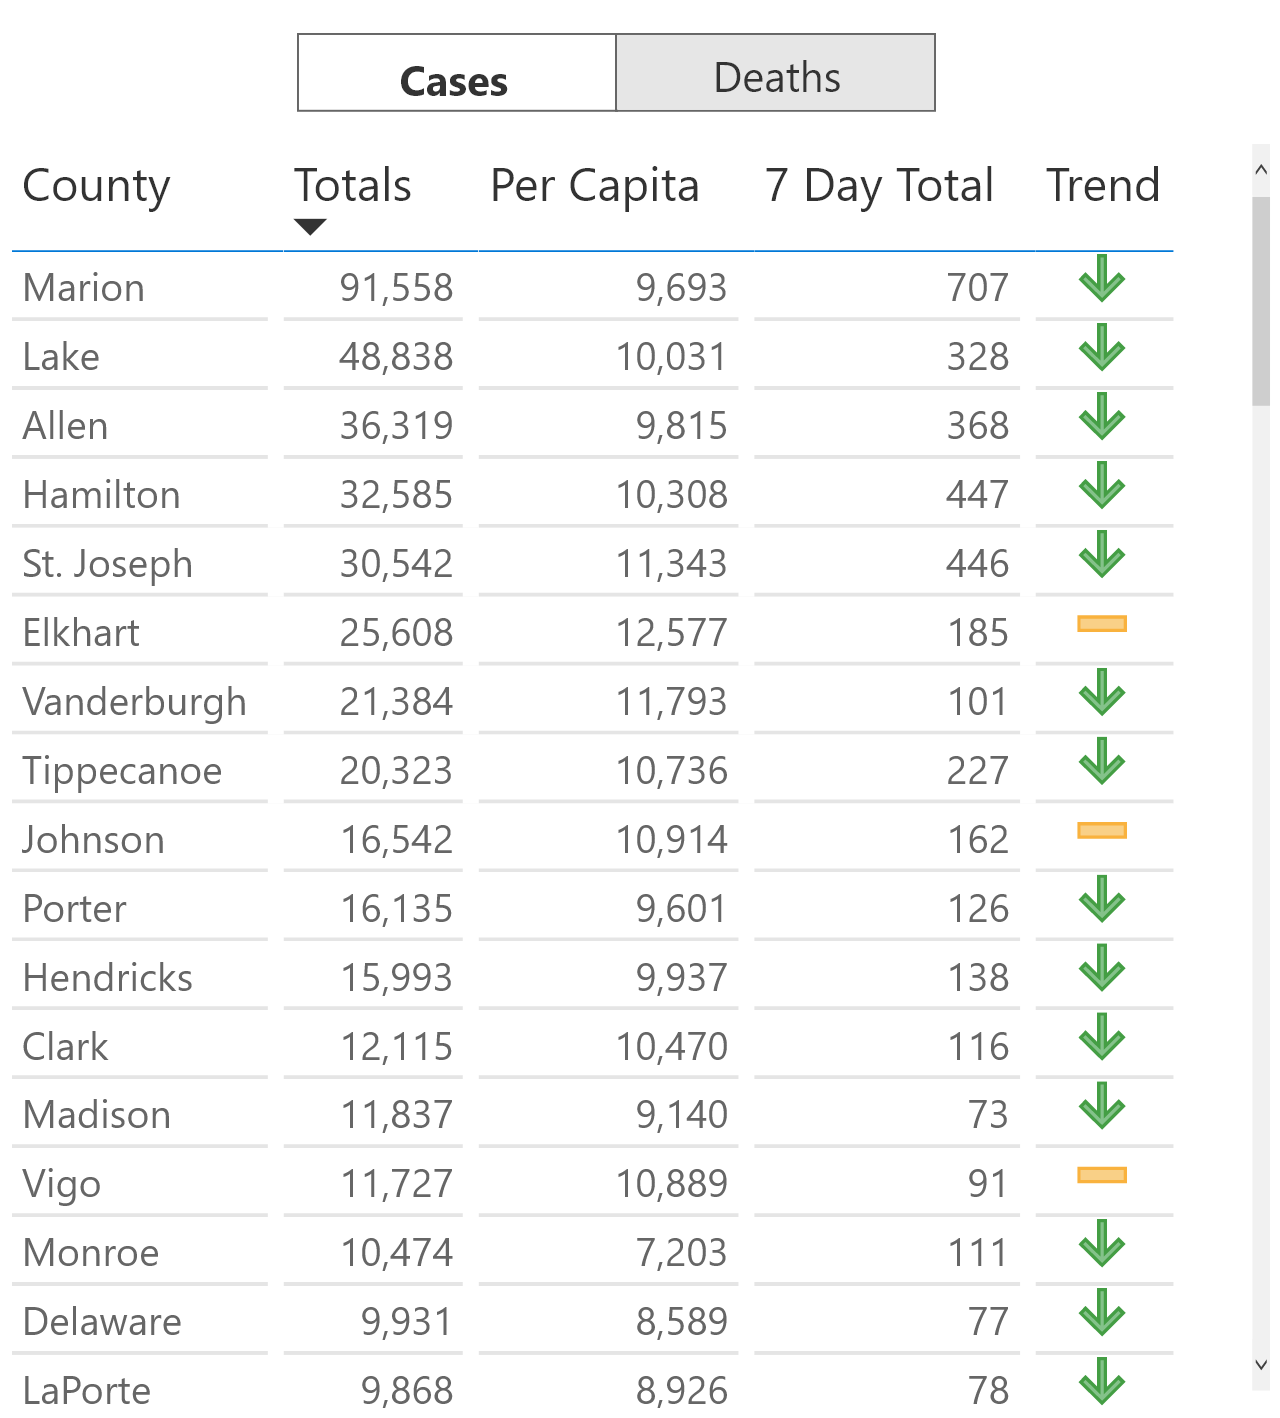 Cases Deaths
County Totals Per Capita 7 Day Total Trend
Marion 91,558 9,693 707
Lake 48,838 10,031 328
Allen 36,319 9,815 368
Hamilton 32,585 10,308 447
St. Joseph 30,542 11,343 446
Elkhart 25,608 12,577 185
Vanderburgh 21,384 11,793 101
Tippecanoe 20,323 10,736 227
Johnson 16,542 10,914 162
Porter 16,135 9,601 126
Hendricks 15,993 9,937 138
Clark 12,115 10,470 116
Madison 11,837 9,140 73
Vigo 11,727 10,889 91
Monroe 10,474 7,203 111
Delaware 9,931 8,589 77
LaPorte 9,868 8,926 78